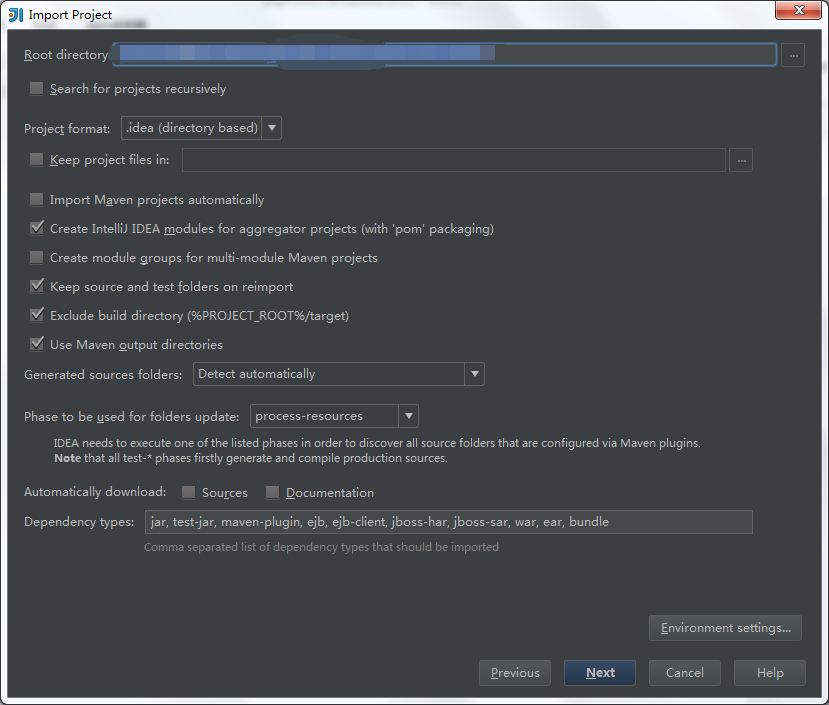 Import Project
Root directory
...
Search for projects recursively
Project format: .idea (directory based)
Keep project files in: ...
Import Maven projects automatically
Create IntelliJ IDEA modules for aggregator projects (with 'pom' packaging)
Create module groups for multi-module Maven projects
Keep source and test folders on reimport
Exclude build directory (%PROJECT_ROOT%/target)
Use Maven output directories
Generated sources folders: Detect automatically
Phase to be used for folders update: process-resources
IDEA needs to execute one of the listed phases in order to discover all source folders that are configured via Maven plugins.
Note that all test-* phases firstly generate and compile production sources.
Automatically download: Sources Documentation
Dependency types: jar, test-jar, maven-plugin, ejb, ejb-client, jboss-har, jboss-sar, war, ear, bundle
Comma separated list of dependency types that should be imported
Environment settings...
Previous Next Cancel Help